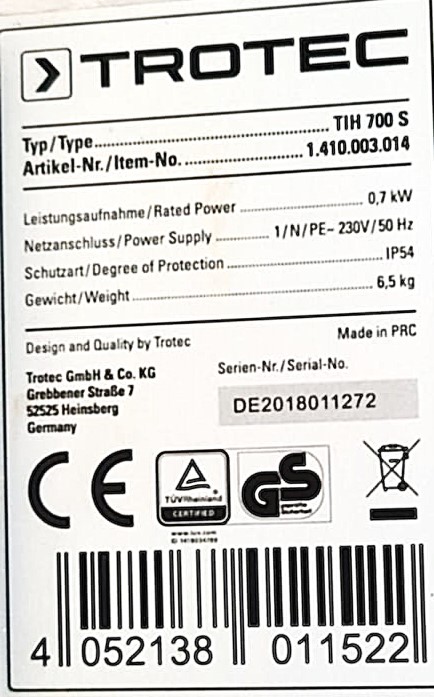 TROTEC
Typ/Type.......................................... TIH 700 S
Artikel-Nr./Item-No. ........................ 1.410.003.014
Leistungsaufnahme/Rated Power ........................ 0,7 kW
Netzanschluss/Power Supply ............ 1/N/PE~ 230V/50 Hz
Schutzart/Degree of Protection .............................. IP54
Gewicht/Weight .............................................. 6,5 kg
Design and Quality by Trotec
Made in PRC
Trotec GmbH & Co. KG
Grebbener Straße 7
52525 Heinsberg
Germany
Serien-Nr./Serial-No.
DE2018011272
CE
TÜVRheinland
CERTIFIED
GS
geprüfte
Sicherheit
4 052138 011522